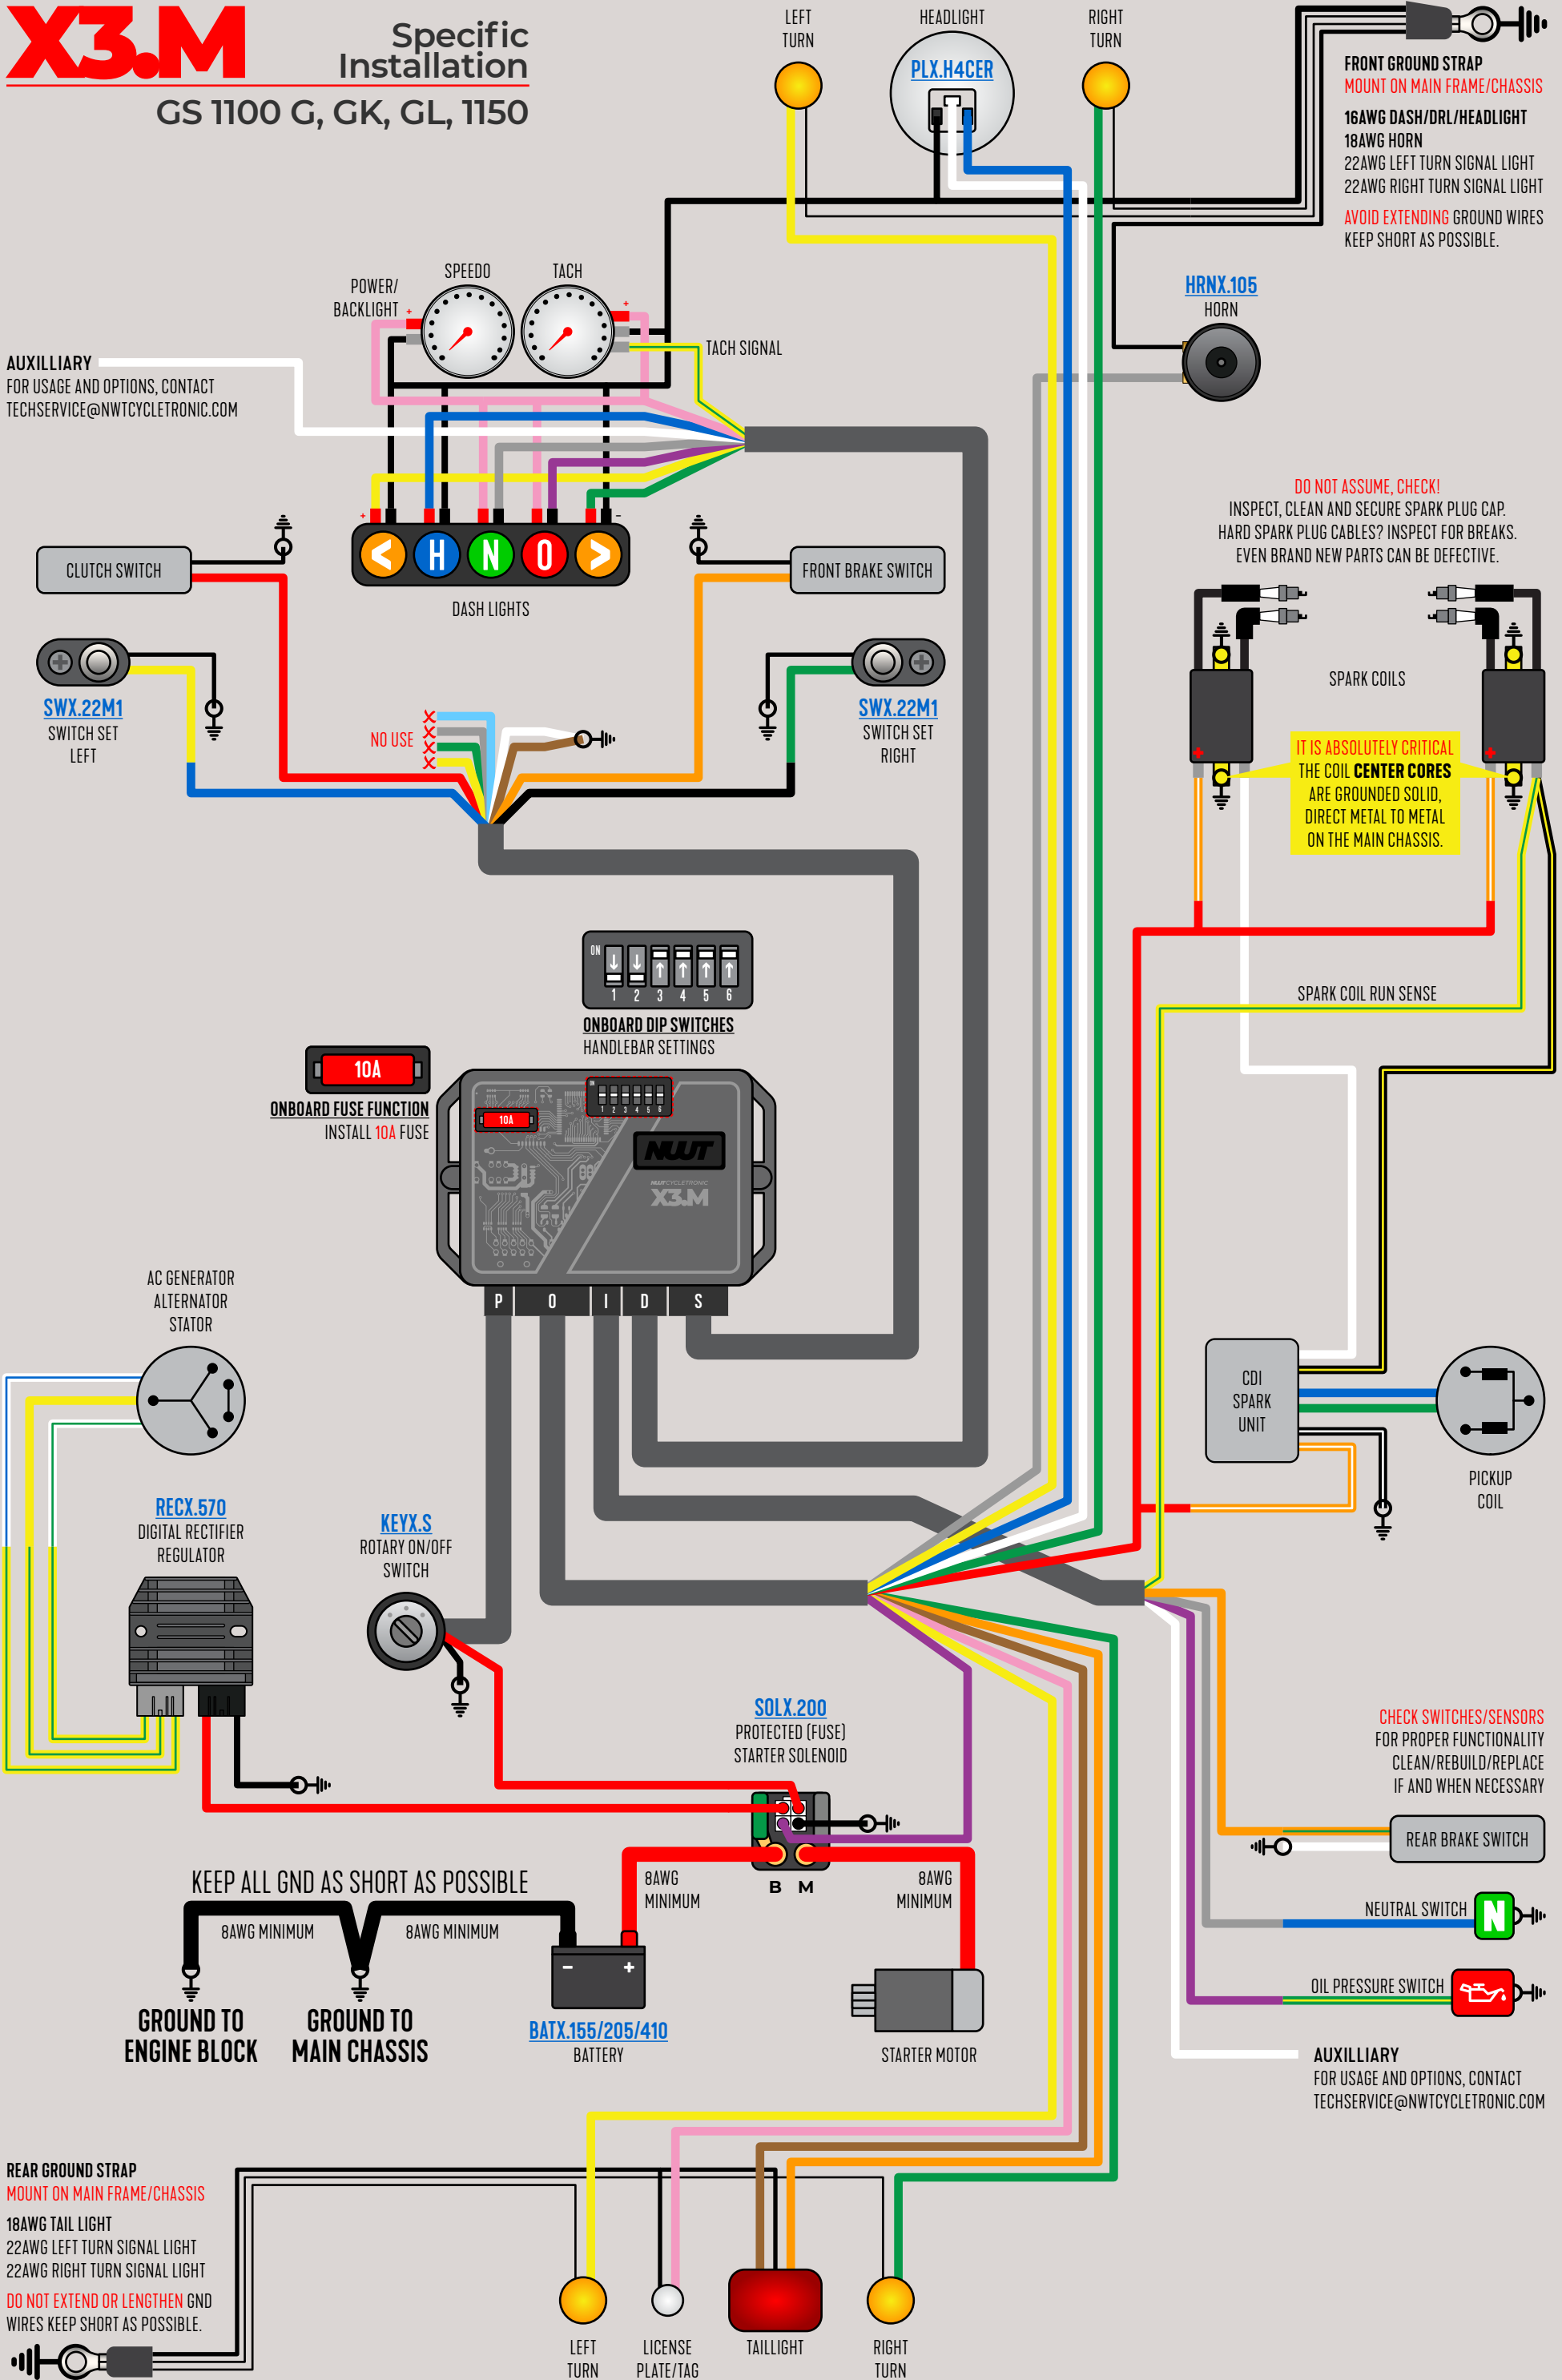 X3.M
Specific
Installation
GS 1100 G, GK, GL, 1150
LEFT
TURN
HEADLIGHT
PLX.H4CER
RIGHT
TURN
FRONT GROUND STRAP
MOUNT ON MAIN FRAME/CHASSIS
16AWG DASH/DRL/HEADLIGHT
18AWG HORN
22AWG LEFT TURN SIGNAL LIGHT
22AWG RIGHT TURN SIGNAL LIGHT
AVOID EXTENDING GROUND WIRES
KEEP SHORT AS POSSIBLE.
POWER/
BACKLIGHT
SPEEDO
TACH
+
+
TACH SIGNAL
HRNX.105
HORN
AUXILLIARY
FOR USAGE AND OPTIONS, CONTACT
TECHSERVICE@NWTCYCLETRONIC.COM
+
-
< H N O >
DASH LIGHTS
CLUTCH SWITCH
FRONT BRAKE SWITCH
DO NOT ASSUME, CHECK!
INSPECT, CLEAN AND SECURE SPARK PLUG CAP.
HARD SPARK PLUG CABLES? INSPECT FOR BREAKS.
EVEN BRAND NEW PARTS CAN BE DEFECTIVE.
SWX.22M1
SWITCH SET
LEFT
NO USE
X
X
X
X
SWX.22M1
SWITCH SET
RIGHT
SPARK COILS
+
+
IT IS ABSOLUTELY CRITICAL
THE COIL CENTER CORES
ARE GROUNDED SOLID,
DIRECT METAL TO METAL
ON THE MAIN CHASSIS.
SPARK COIL RUN SENSE
ON
1 2 3 4 5 6
ONBOARD DIP SWITCHES
HANDLEBAR SETTINGS
10A
ONBOARD FUSE FUNCTION
INSTALL 10A FUSE
10A
ON
1 2 3 4 5 6
NWT
NWT CYCLETRONIC
X3.M
P O I D S
AC GENERATOR
ALTERNATOR
STATOR
CDI
SPARK
UNIT
PICKUP
COIL
RECX.570
DIGITAL RECTIFIER
REGULATOR
KEYX.S
ROTARY ON/OFF
SWITCH
SOLX.200
PROTECTED (FUSE)
STARTER SOLENOID
B M
CHECK SWITCHES/SENSORS
FOR PROPER FUNCTIONALITY
CLEAN/REBUILD/REPLACE
IF AND WHEN NECESSARY
REAR BRAKE SWITCH
NEUTRAL SWITCH
N
OIL PRESSURE SWITCH
KEEP ALL GND AS SHORT AS POSSIBLE
8AWG MINIMUM
8AWG MINIMUM
8AWG
MINIMUM
8AWG
MINIMUM
- +
GROUND TO
ENGINE BLOCK
GROUND TO
MAIN CHASSIS
BATX.155/205/410
BATTERY
STARTER MOTOR
AUXILLIARY
FOR USAGE AND OPTIONS, CONTACT
TECHSERVICE@NWTCYCLETRONIC.COM
REAR GROUND STRAP
MOUNT ON MAIN FRAME/CHASSIS
18AWG TAIL LIGHT
22AWG LEFT TURN SIGNAL LIGHT
22AWG RIGHT TURN SIGNAL LIGHT
DO NOT EXTEND OR LENGTHEN GND
WIRES KEEP SHORT AS POSSIBLE.
LEFT
TURN
LICENSE
PLATE/TAG
TAILLIGHT
RIGHT
TURN